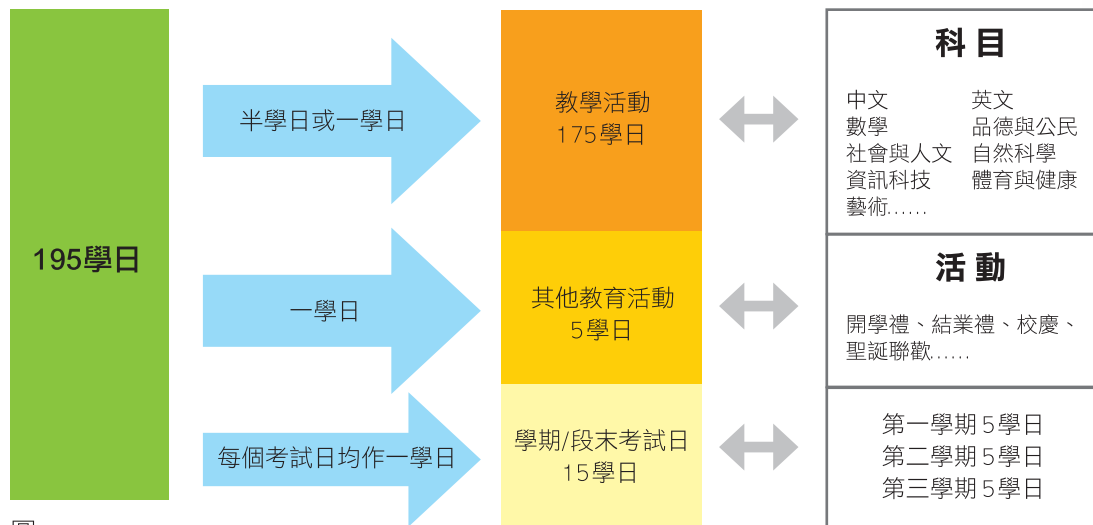 195學日
半學日或一學日
一學日
每個考試日均作一學日
教學活動
175學日
其他教育活動
5學日
學期/段末考試日
15學日
科目
中文 英文
數學 品德與公民
社會與人文 自然科學
資訊科技 體育與健康
藝術......
活動
開學禮、結業禮、校慶、
聖誕聯歡......
第一學期5學日
第二學期5學日
第三學期5學日